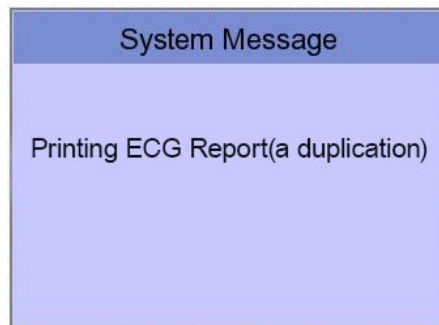 System Message
Printing ECG Report(a duplication)